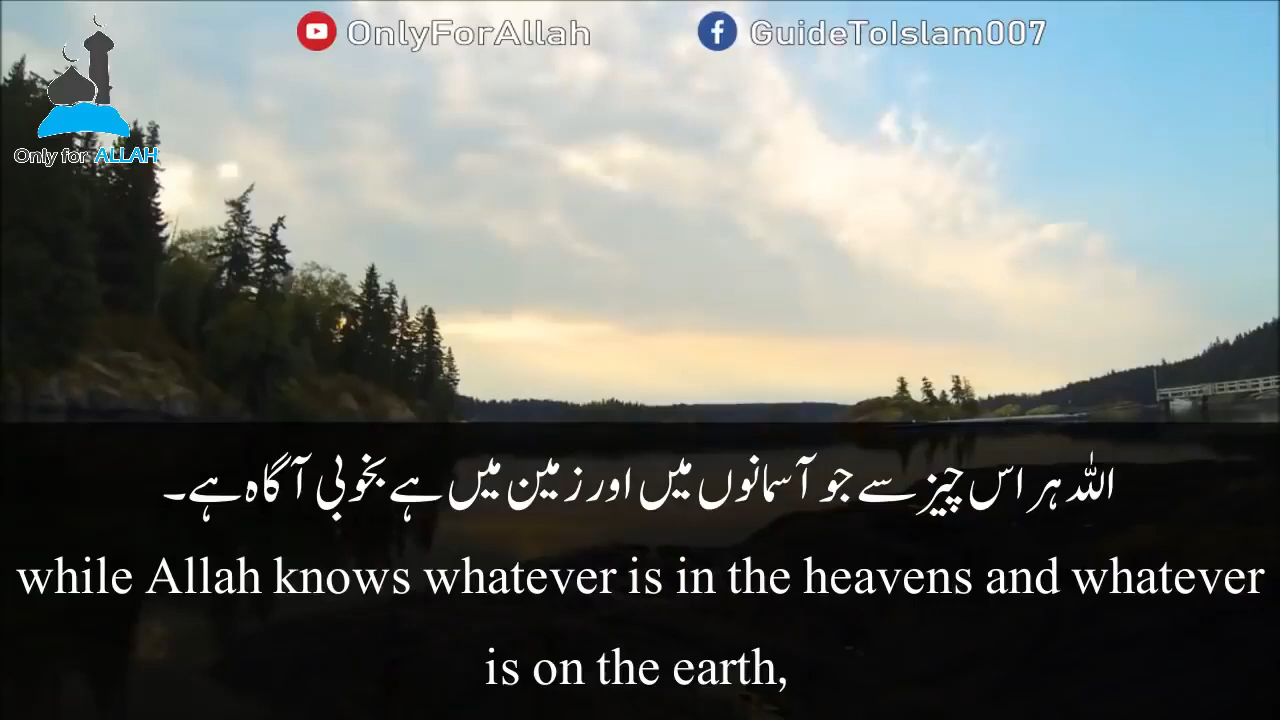 OnlyForAllah
GuideToIslam007
Only for ALLAH
اللہ ہر اس چیز سے جو آسمانوں میں اور زمین میں ہے بخوبی آگاہ ہے۔
while Allah knows whatever is in the heavens and whatever
is on the earth,